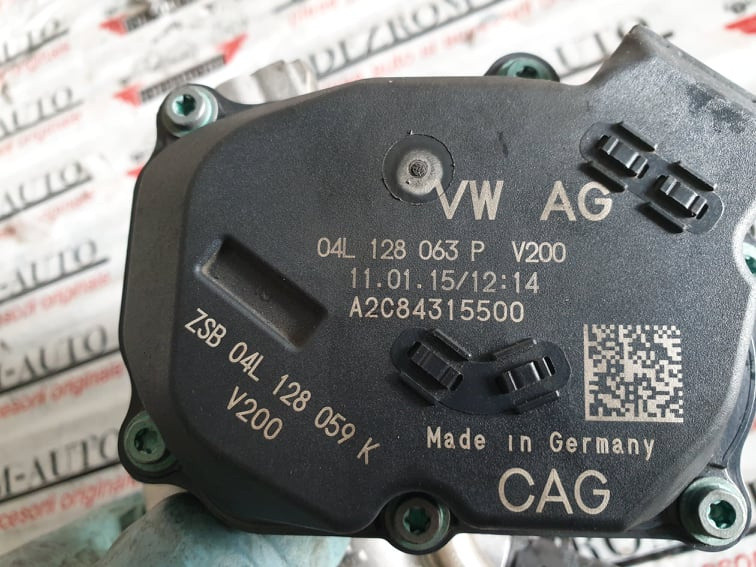 VW AG
04L 128 063 P V200
11.01.15/12:14
A2C84315500
ZSB 04L 128 059 K
V200
Made in Germany
CAG